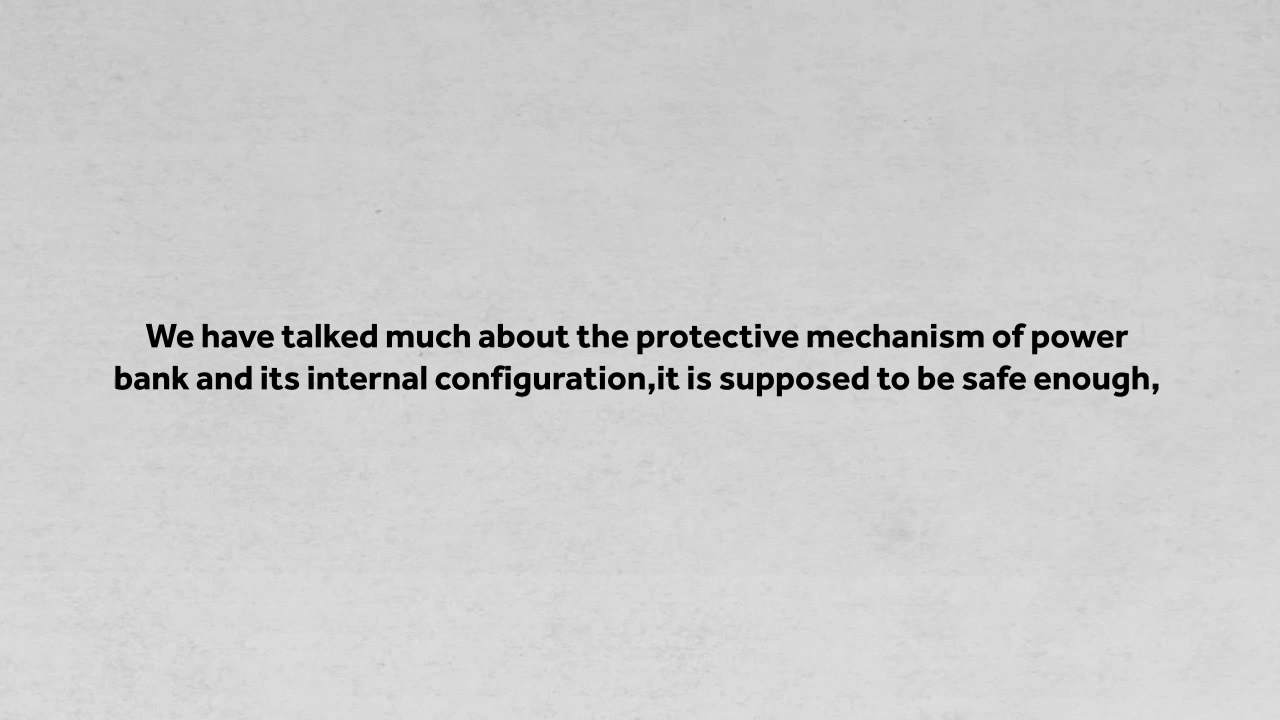 We have talked much about the protective mechanism of power
bank and its internal configuration,it is supposed to be safe enough,